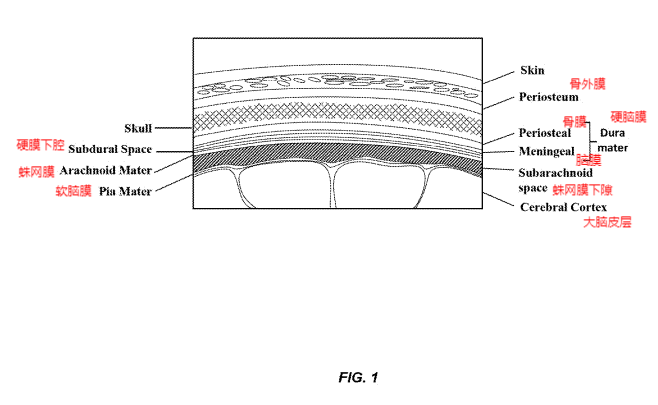 Skin
骨外膜
Periosteum
硬脑膜
Skull
骨膜
硬膜下腔
Subdural Space
Periosteal
Dura
mater
蛛网膜
Arachnoid Mater
Meningeal
Subarachnoid
space
软脑膜
Pia Mater
蛛网膜下隙
Cerebral Cortex
大脑皮层
FIG. 1